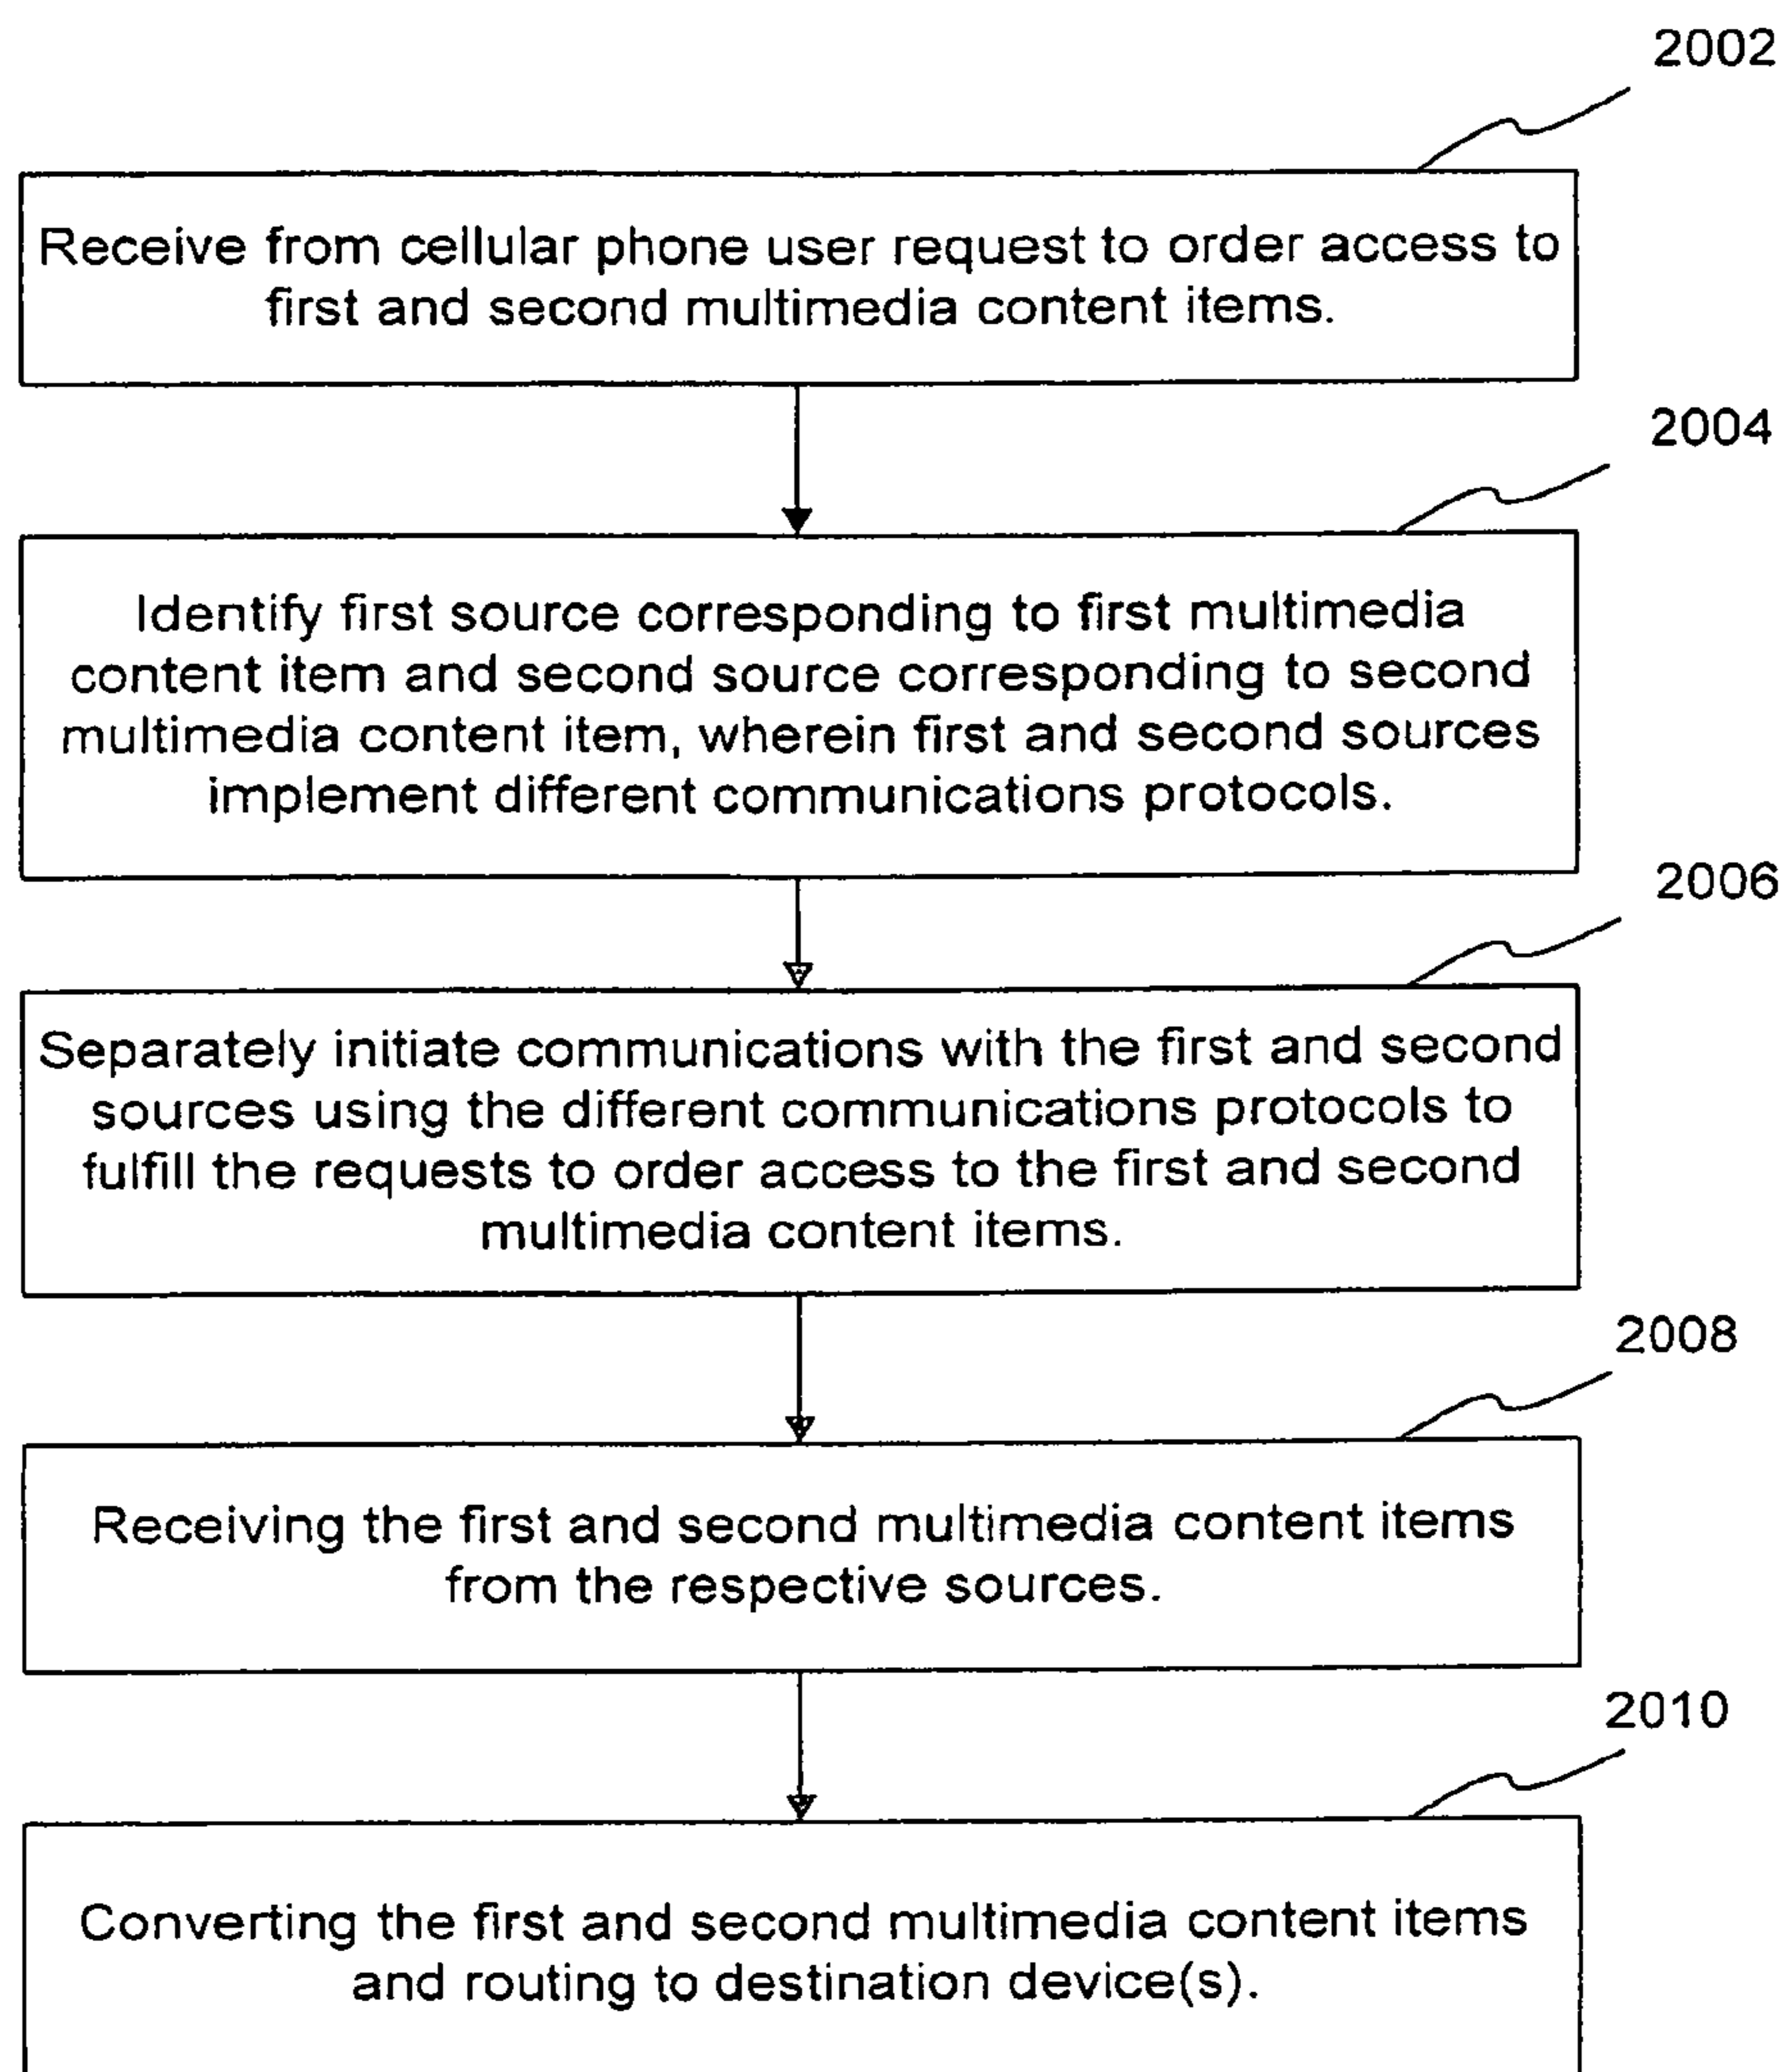 2002
Receive from cellular phone user request to order access to
first and second multimedia content items.
2004
Identify first source corresponding to first multimedia
content item and second source corresponding to second
multimedia content item, wherein first and second sources
implement different communications protocols.
2006
Separately initiate communications with the first and second
sources using the different communications protocols to
fulfill the requests to order access to the first and second
multimedia content items.
2008
Receiving the first and second multimedia content items
from the respective sources.
2010
Converting the first and second multimedia content items
and routing to destination device(s).